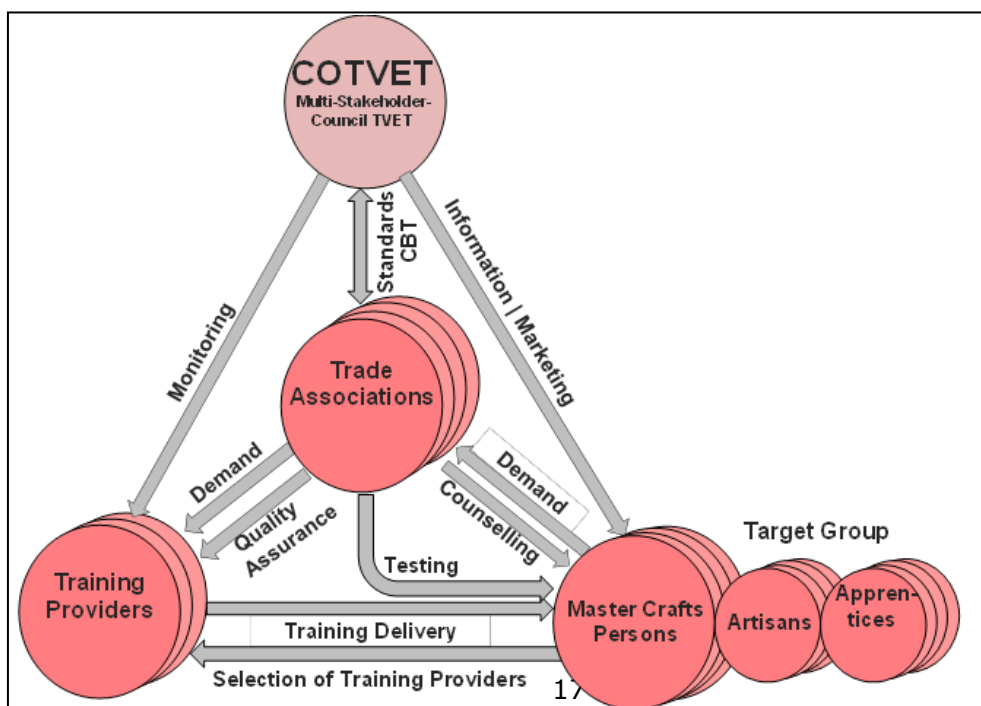 COTVET
Multi-Stakeholder-
Council TVET
Monitoring
Standards
CBT
Information | Marketing
Trade
Associations
Demand
Quality
Assurance
Demand
Counselling
Testing
Target Group
Training
Providers
Master Crafts
Persons
Artisans
Appren-
tices
Training Delivery
Selection of Training Providers
17